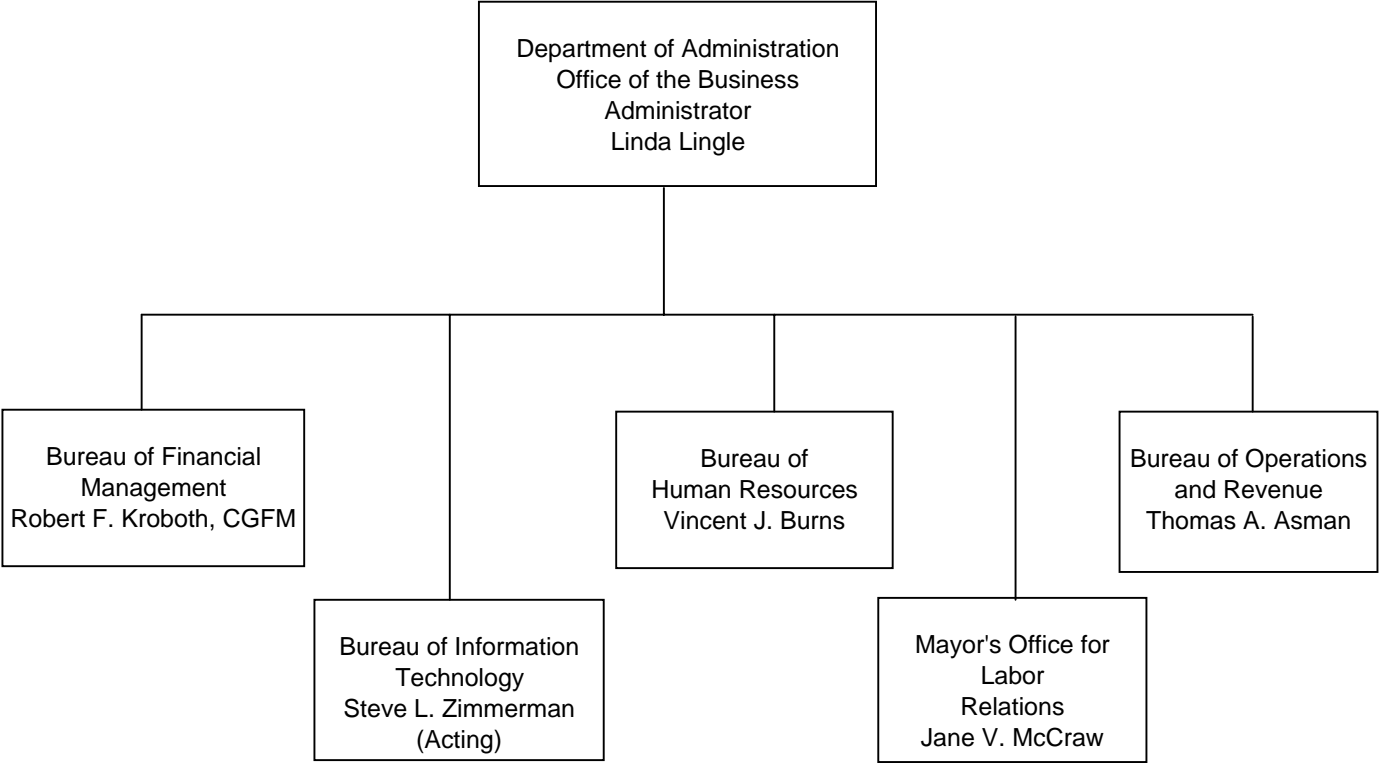 Department of Administration
Office of the Business
Administrator
Linda Lingle
Bureau of Financial
Management
Robert F. Kroboth, CGFM
Bureau of Information
Technology
Steve L. Zimmerman
(Acting)
Bureau of
Human Resources
Vincent J. Burns
Mayor's Office for
Labor
Relations
Jane V. McCraw
Bureau of Operations
and Revenue
Thomas A. Asman